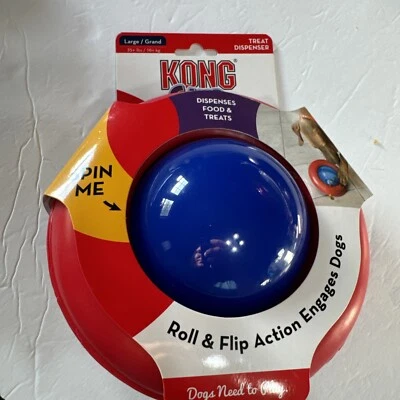 Large / Grand
TREAT
DISPENSER
KONG
DISPENSES
FOOD &
TREATS
SPIN
ME
Roll & Flip Action Engages Dogs
Dogs Need to Play